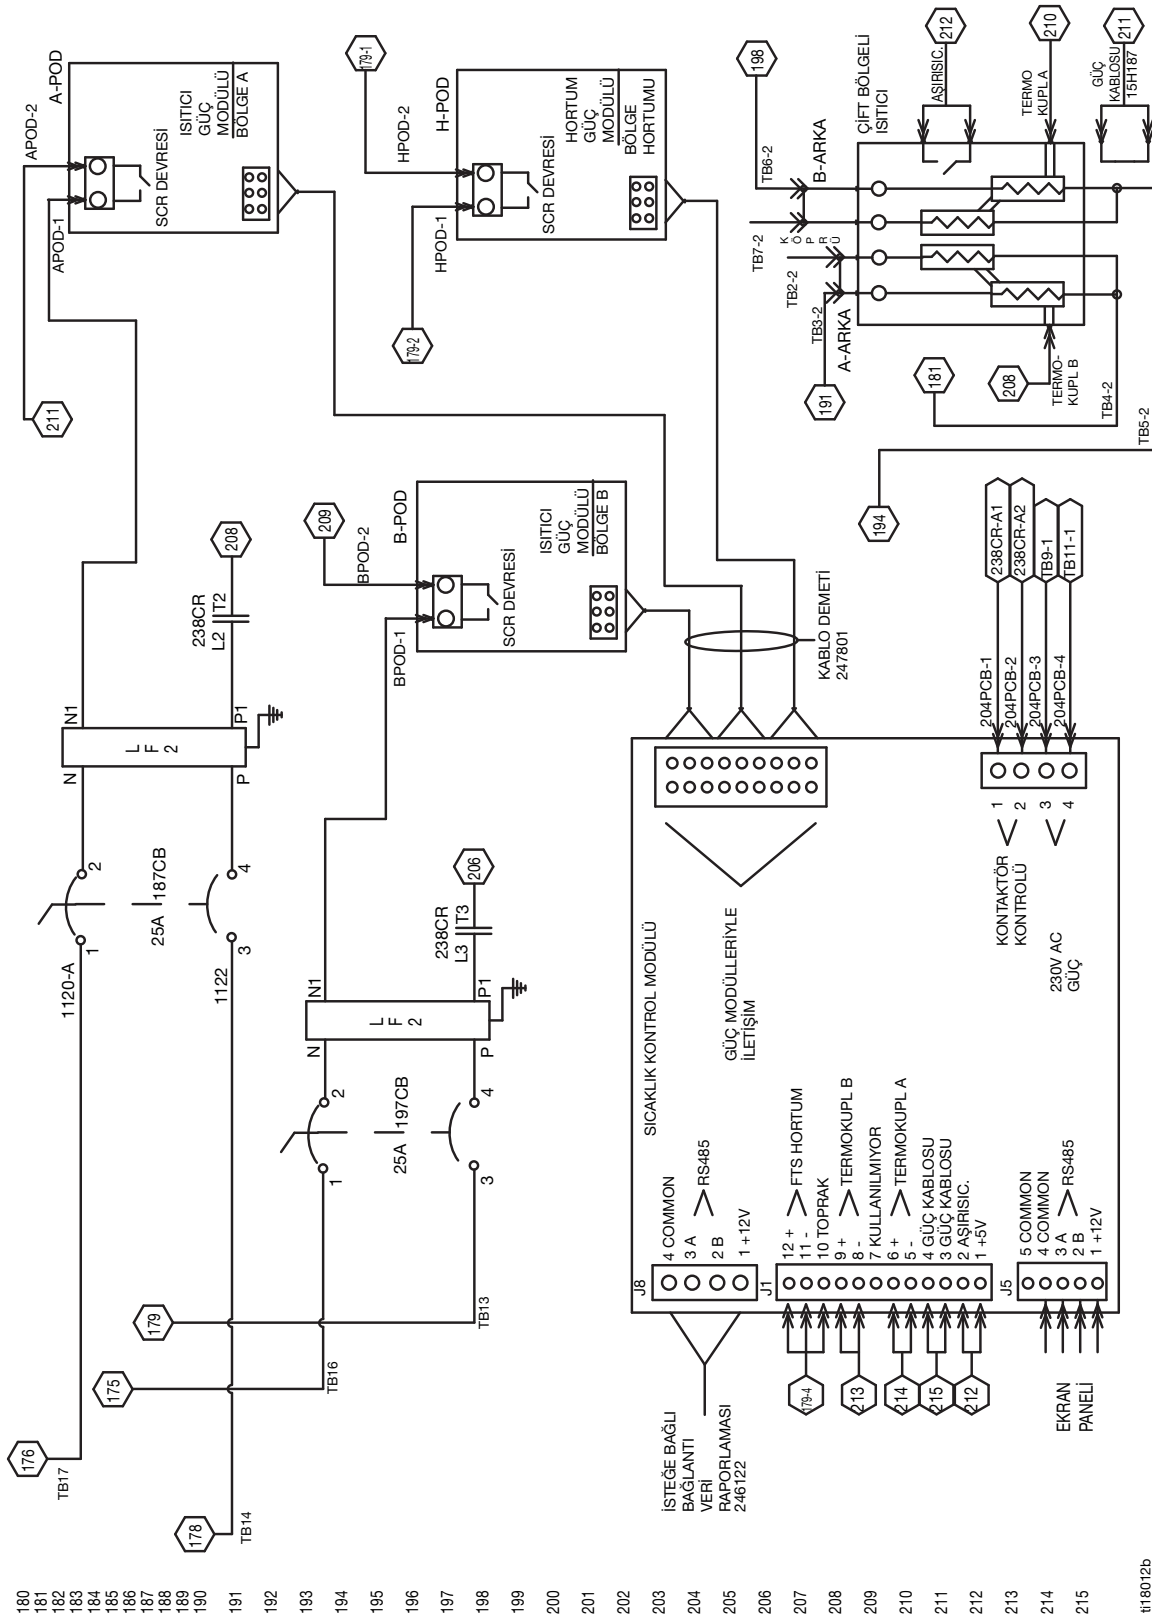 180
181
182
183
184
185
186
187
188
189
190
191
192
193
194
195
196
197
198
199
200
201
202
203
204
205
206
207
208
209
210
211
212
213
214
215
176
TB17
178
TB14
1120-A
1
2
25A
187CB
1122
3
4
N
P
LF2
N1
P1
238CR
L2
T2
208
211
APOD-1
APOD-2
A-POD
SCR DEVRESİ
ISITICI
GÜÇ
MODÜLÜ
BÖLGE A
175
TB16
179
TB13
1
2
25A
197CB
3
4
N
P
LF2
N1
P1
238CR
L3
T3
206
209
BPOD-1
BPOD-2
B-POD
SCR DEVRESİ
ISITICI
GÜÇ
MODÜLÜ
BÖLGE B
179-1
179-2
HPOD-1
HPOD-2
H-POD
SCR DEVRESİ
HORTUM
GÜÇ
MODÜLÜ
BÖLGE
HORTUMU
KABLO DEMETİ
247801
SICAKLIK KONTROL MODÜLÜ
GÜÇ MODÜLLERİYLE
İLETİŞİM
J8
4 COMMON
3 A
RS485
2 B
1 +12V
İSTEĞE BAĞLI
BAĞLANTI
VERİ
RAPORLAMASI
246122
J1
12 +
FTS HORTUM
11 -
10 TOPRAK
9 +
TERMOKUPL B
8 -
7 KULLANILMIYOR
6 +
TERMOKUPL A
5 -
4 GÜÇ KABLOSU
3 GÜÇ KABLOSU
2 AŞIRISIC.
1 +5V
179-4
213
214
215
212
J5
5 COMMON
4 COMMON
3 A
RS485
2 B
1 +12V
EKRAN
PANELİ
KONTAKTÖR
KONTROLÜ
230V AC
GÜÇ
1
2
3
4
204PCB-1
204PCB-2
204PCB-3
204PCB-4
238CR-A1
238CR-A2
TB9-1
TB11-1
198
TB6-2
TB7-2
KÖPRÜ
TB2-2
TB3-2
191
B-ARKA
A-ARKA
ÇİFT BÖLGELİ
ISITICI
212
AŞIRISIC.
210
TERMO
KUPL A
211
GÜÇ
KABLOSU
15H187
181
208
TERMO-
KUPL B
TB4-2
194
TB5-2
ti18012b